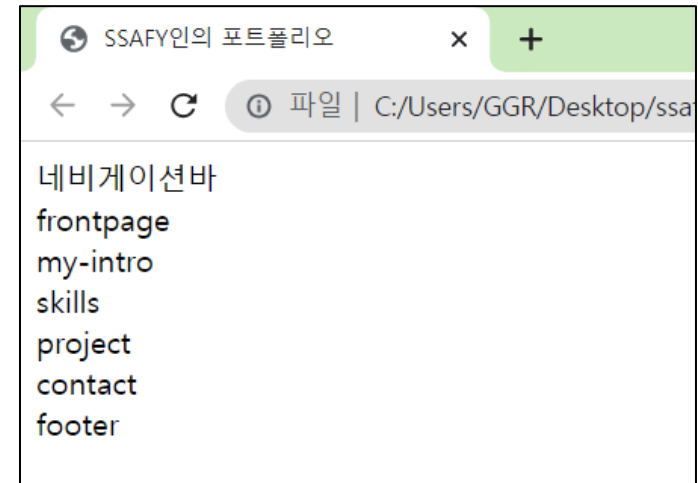 SSAFY인의 포트폴리오
파일 | C:/Users/GGR/Desktop/ssa
네비게이션바
frontpage
my-intro
skills
project
contact
footer